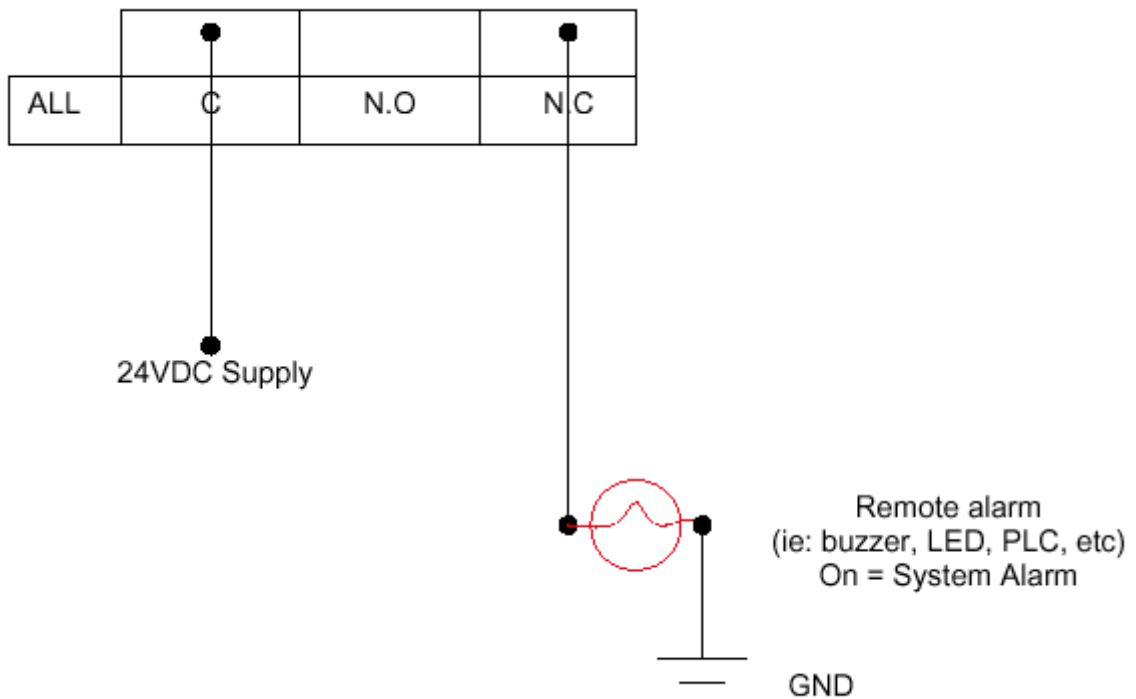 ALL C N.O N.C
24VDC Supply
Remote alarm
(ie: buzzer, LED, PLC, etc)
On = System Alarm
GND